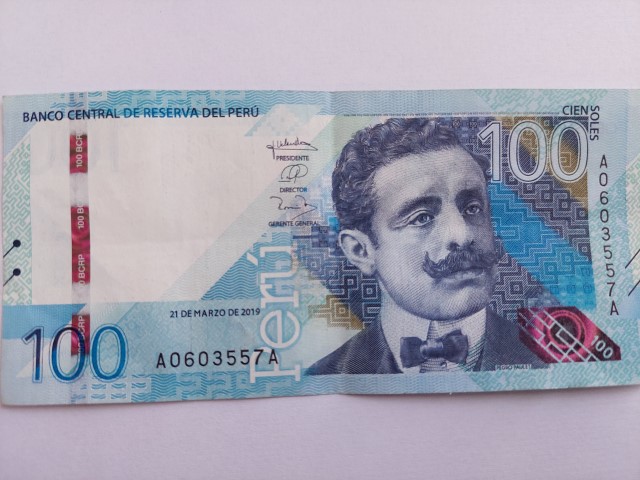 BANCO CENTRAL DE RESERVA DEL PERÚ
100 BCRP 100 BCRP 100 BCRP
100
A0603557A
21 DE MARZO DE 2019
PRESIDENTE
DIRECTOR
GERENTE GENERAL
Perú
100
CIEN
SOLES
A0603557A
100